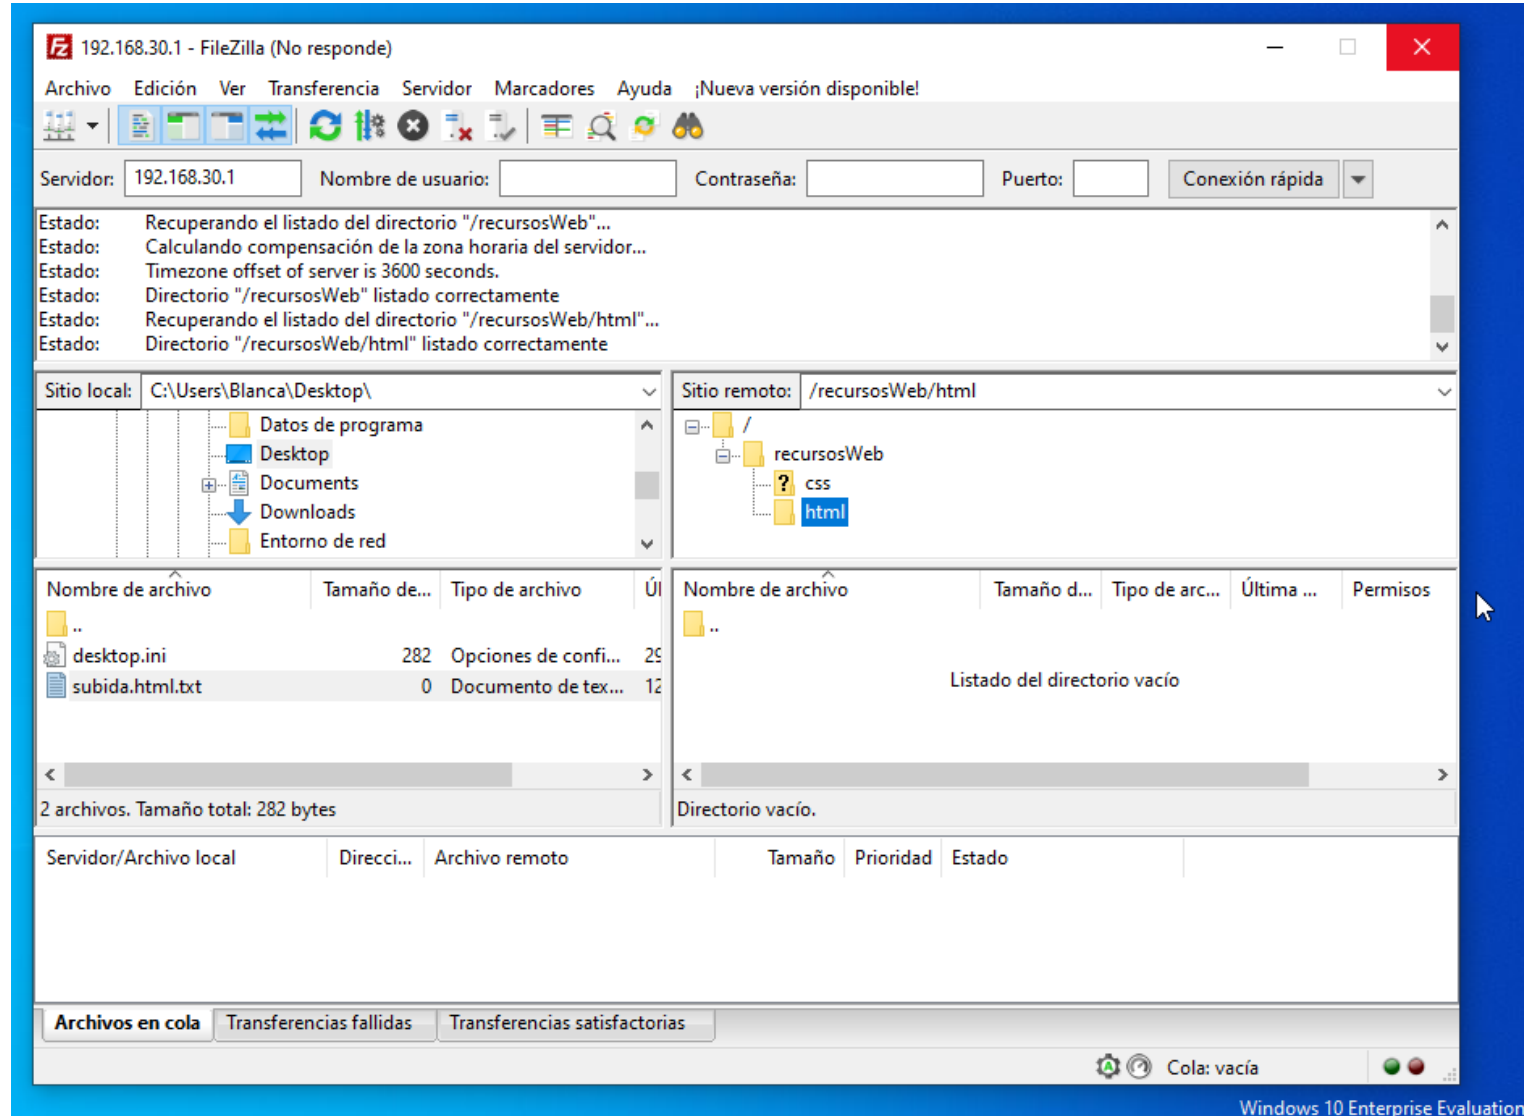 192.168.30.1 - FileZilla (No responde)
Archivo Edición Ver Transferencia Servidor Marcadores Ayuda ¡Nueva versión disponible!
Servidor: 192.168.30.1 Nombre de usuario: Contraseña: Puerto: Conexión rápida
Estado: Recuperando el listado del directorio "/recursosWeb"...
Estado: Calculando compensación de la zona horaria del servidor...
Estado: Timezone offset of server is 3600 seconds.
Estado: Directorio "/recursosWeb" listado correctamente
Estado: Recuperando el listado del directorio "/recursosWeb/html"...
Estado: Directorio "/recursosWeb/html" listado correctamente
Sitio local: C:\Users\Blanca\Desktop\
Datos de programa
Desktop
Documents
Downloads
Entorno de red
Sitio remoto: /recursosWeb/html
/
recursosWeb
? css
html
Nombre de archivo Tamaño de... Tipo de archivo Úl
..
desktop.ini 282 Opciones de confi... 29
subida.html.txt 0 Documento de tex... 12
2 archivos. Tamaño total: 282 bytes
Nombre de archivo Tamaño d... Tipo de arc... Última ... Permisos
..
Listado del directorio vacío
Directorio vacío.
Servidor/Archivo local Direcci... Archivo remoto Tamaño Prioridad Estado
Archivos en cola Transferencias fallidas Transferencias satisfactorias
Cola: vacía
Windows 10 Enterprise Evaluation